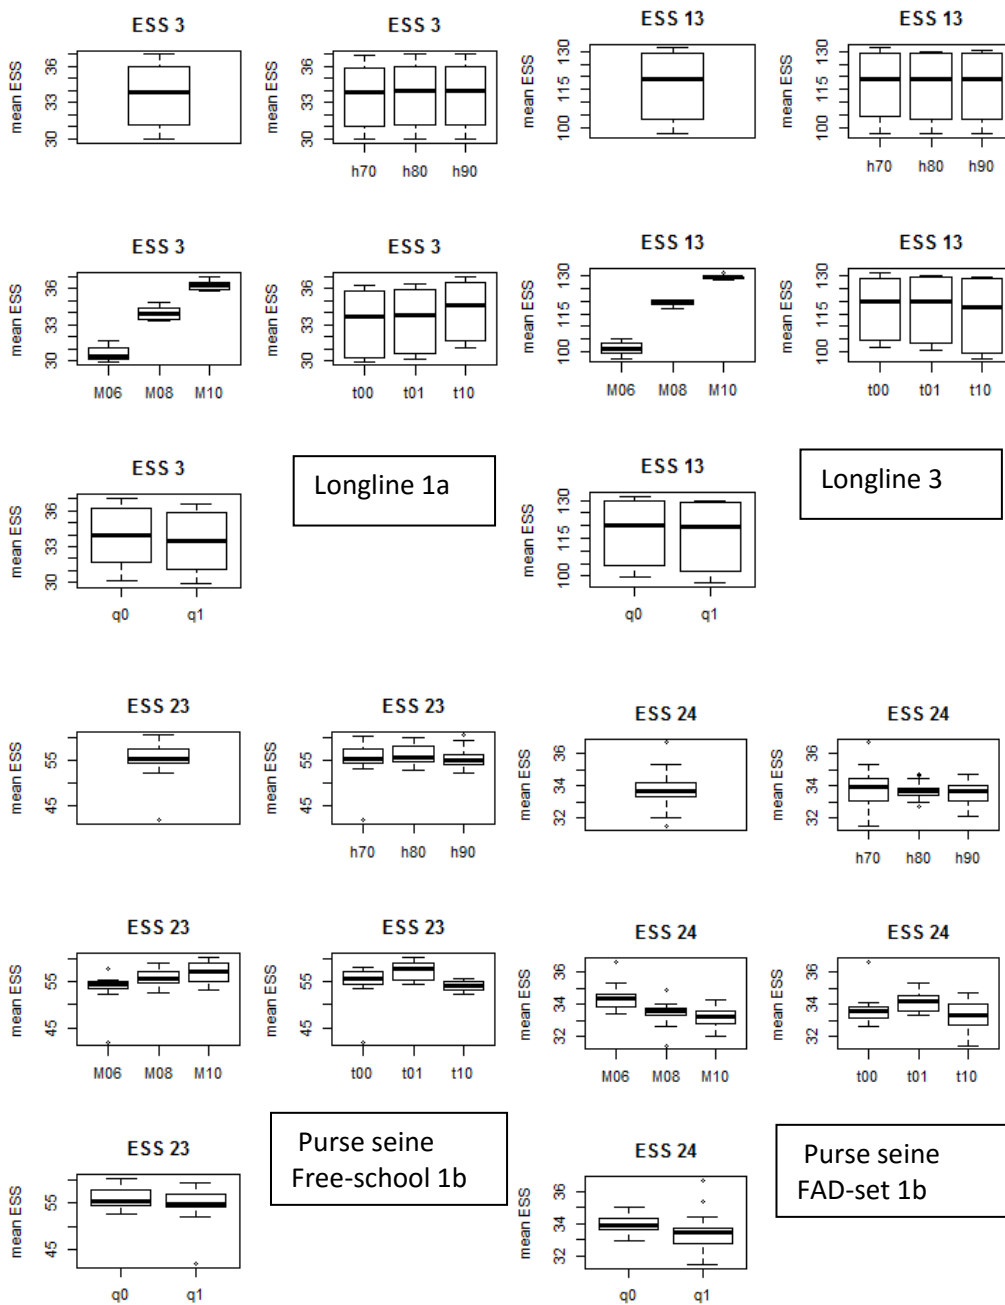 ESS 3
mean ESS
36
33
30
ESS 3
mean ESS
36
33
30
h70 h80 h90
ESS 13
mean ESS
130
115
100
ESS 13
mean ESS
130
115
100
h70 h80 h90
ESS 3
mean ESS
36
33
30
M06 M08 M10
ESS 3
mean ESS
36
33
30
t00 t01 t10
ESS 13
mean ESS
130
115
100
M06 M08 M10
ESS 13
mean ESS
130
115
100
t00 t01 t10
ESS 3
mean ESS
36
33
30
q0 q1
Longline 1a
ESS 13
mean ESS
130
115
100
q0 q1
Longline 3
ESS 23
mean ESS
55
45
ESS 23
mean ESS
55
45
h70 h80 h90
ESS 24
mean ESS
36
34
32
ESS 24
mean ESS
36
34
32
h70 h80 h90
ESS 23
mean ESS
55
45
M06 M08 M10
ESS 23
mean ESS
55
45
t00 t01 t10
ESS 24
mean ESS
36
34
32
M06 M08 M10
ESS 24
mean ESS
36
34
32
t00 t01 t10
ESS 23
mean ESS
55
45
q0 q1
Purse seine
Free-school 1b
ESS 24
mean ESS
36
34
32
q0 q1
Purse seine
FAD-set 1b